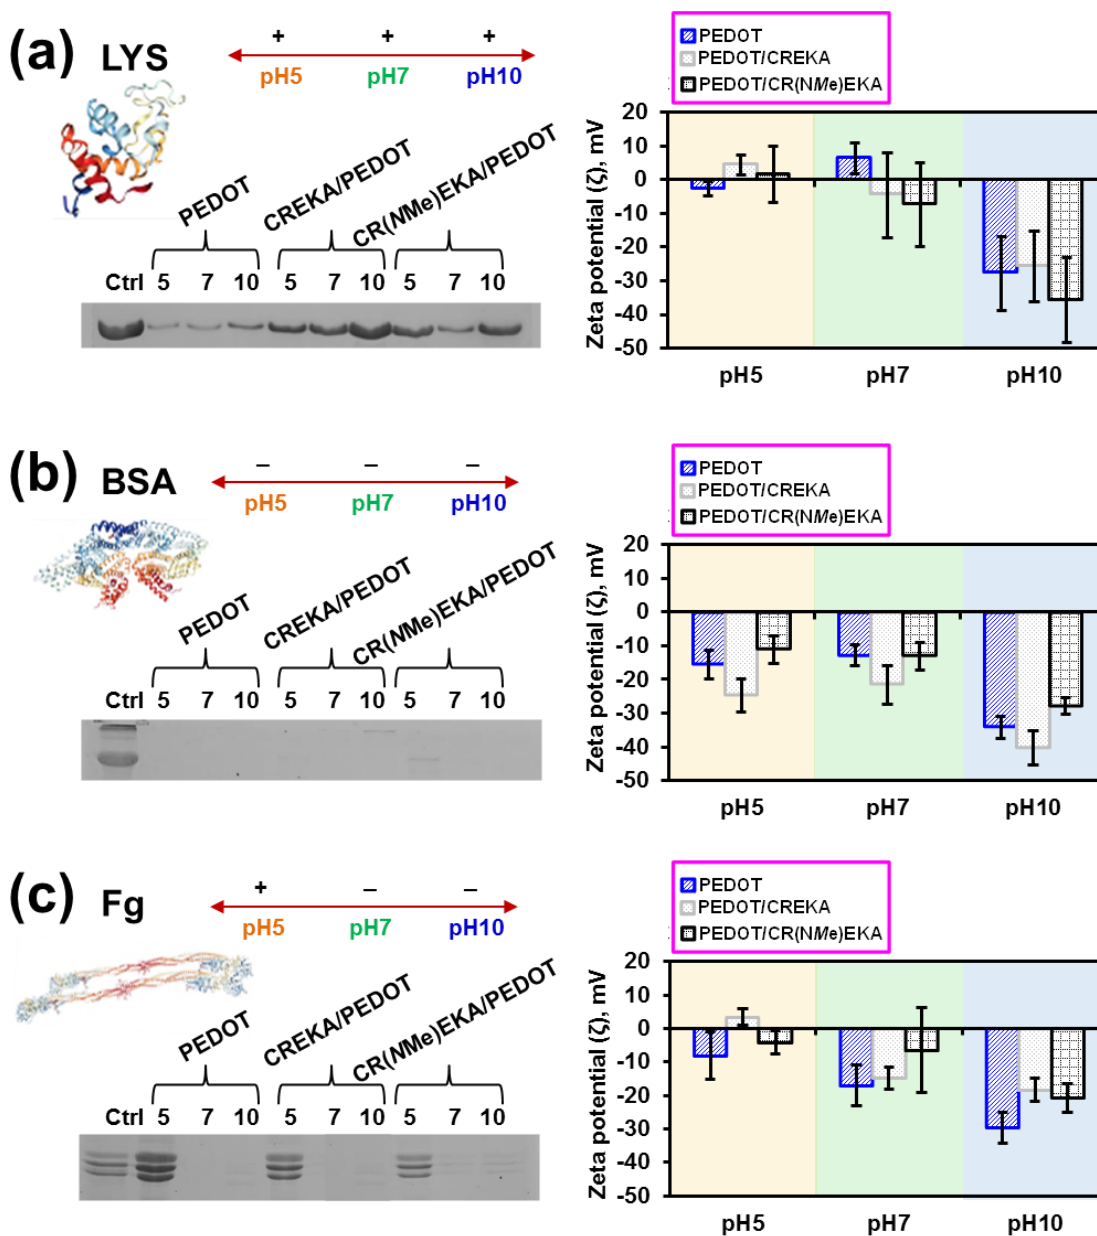 (a) LYS
+ + +
pH5 pH7 pH10
PEDOT CREKA/PEDOT CR(NMe)EKA/PEDOT
Ctrl 5 7 10 5 7 10 5 7 10
PEDOT
PEDOT/CREKA
PEDOT/CR(NMe)EKA
Zeta potential (ζ), mV
20
10
0
-10
-20
-30
-40
-50
pH5 pH7 pH10
(b) BSA
– – –
pH5 pH7 pH10
PEDOT CREKA/PEDOT CR(NMe)EKA/PEDOT
Ctrl 5 7 10 5 7 10 5 7 10
PEDOT
PEDOT/CREKA
PEDOT/CR(NMe)EKA
Zeta potential (ζ), mV
20
10
0
-10
-20
-30
-40
-50
pH5 pH7 pH10
(c) Fg
+ – –
pH5 pH7 pH10
PEDOT CREKA/PEDOT CR(NMe)EKA/PEDOT
Ctrl 5 7 10 5 7 10 5 7 10
PEDOT
PEDOT/CREKA
PEDOT/CR(NMe)EKA
Zeta potential (ζ), mV
20
10
0
-10
-20
-30
-40
-50
pH5 pH7 pH10